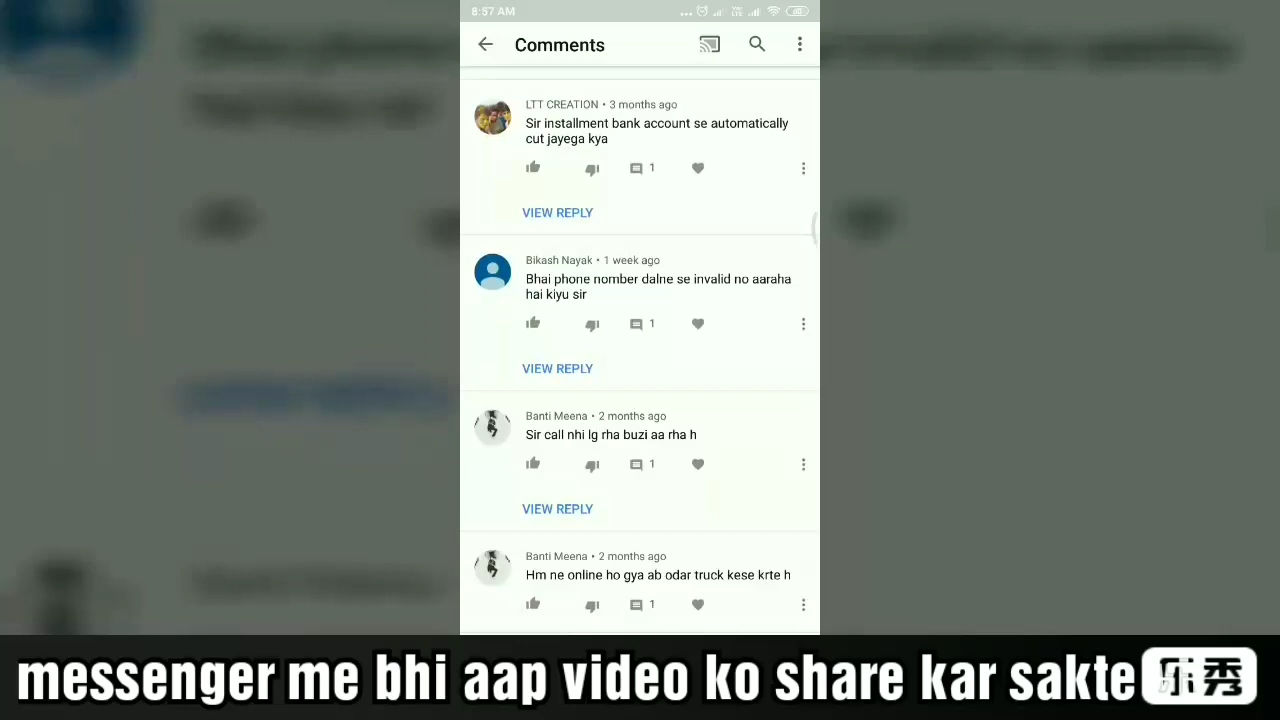 8:57 AM
Comments
LTT CREATION • 3 months ago
Sir installment bank account se automatically
cut jayega kya
1
VIEW REPLY
Bikash Nayak • 1 week ago
Bhai phone nomber dalne se invalid no aaraha
hai kiyu sir
1
VIEW REPLY
Banti Meena • 2 months ago
Sir call nhi lg rha buzi aa rha h
1
VIEW REPLY
Banti Meena • 2 months ago
Hm ne online ho gya ab odar truck kese krte h
1
messenger me bhi aap video ko share kar sakte
乐秀